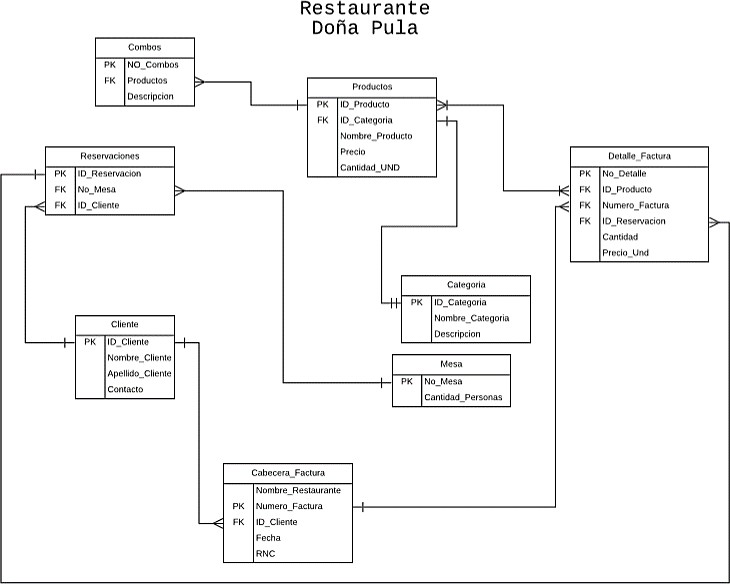 Restaurante
Doña Pula
Combos
PK NO_Combos
FK Productos
Descripcion
Productos
PK ID_Producto
FK ID_Categoria
Nombre_Producto
Precio
Cantidad_UND
Reservaciones
PK ID_Reservacion
FK No_Mesa
FK ID_Cliente
Detalle_Factura
PK No_Detalle
FK ID_Producto
FK Numero_Factura
FK ID_Reservacion
Cantidad
Precio_Und
Categoria
PK ID_Categoria
Nombre_Categoria
Descripcion
Cliente
PK ID_Cliente
Nombre_Cliente
Apellido_Cliente
Contacto
Mesa
PK No_Mesa
Cantidad_Personas
Cabecera_Factura
Nombre_Restaurante
PK Numero_Factura
FK ID_Cliente
Fecha
RNC